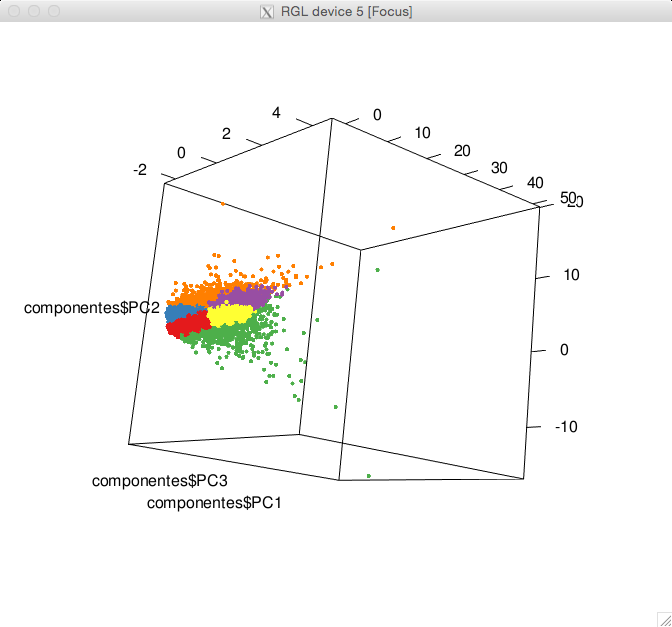 RGL device 5 [Focus]
4 0
2 10
0 20
-2 30
40
50
20
10
componentes$PC2
0
-10
componentes$PC3
componentes$PC1